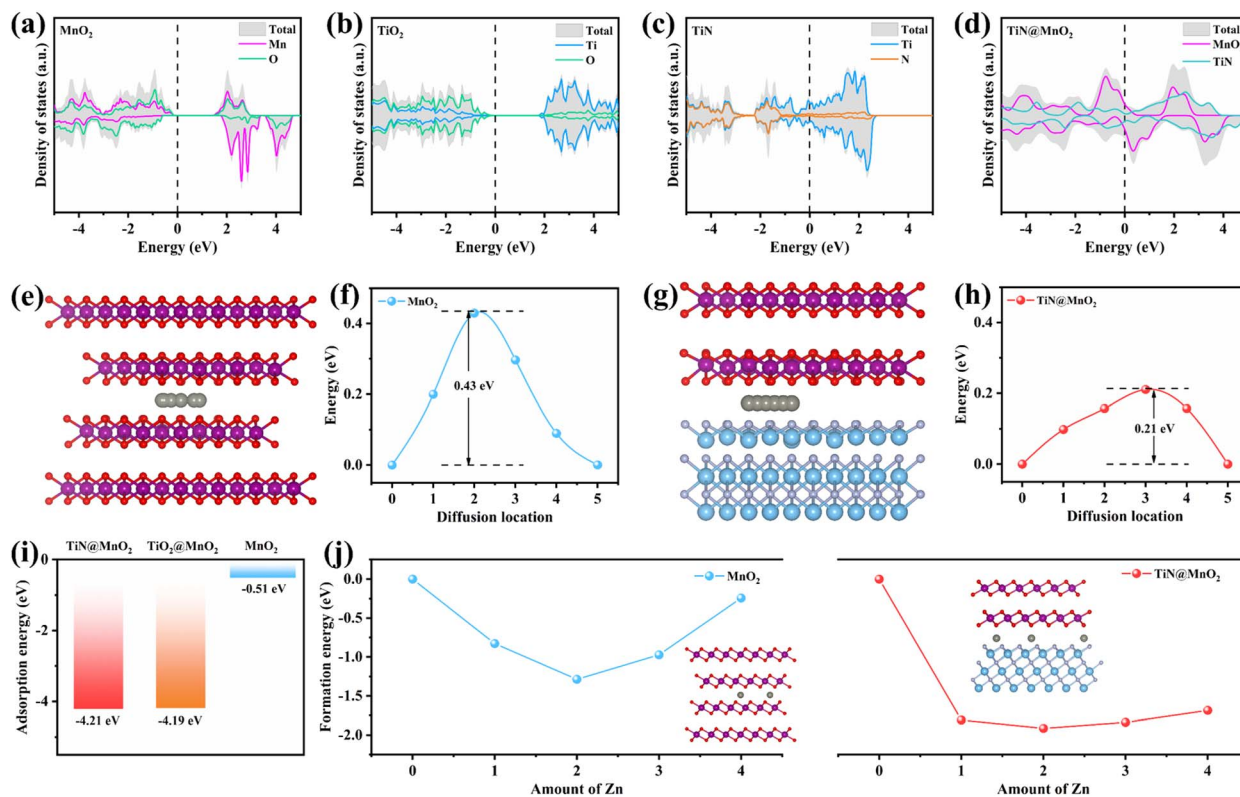 (a)
MnO₂
Total
Mn
O
Density of states (a.u.)
-4 -2 0 2 4
Energy (eV)
(b)
TiO₂
Total
Ti
O
Density of states (a.u.)
-4 -2 0 2 4
Energy (eV)
(c)
TiN
Total
Ti
N
Density of states (a.u.)
-4 -2 0 2 4
Energy (eV)
(d)
TiN@MnO₂
Total
MnO
TiN
Density of states (a.u.)
-4 -2 0 2 4
Energy (eV)
(e)
(f)
MnO₂
0.4
0.2
0.0
Energy (eV)
0.43 eV
0 1 2 3 4 5
Diffusion location
(g)
(h)
TiN@MnO₂
0.4
0.2
0.0
Energy (eV)
0.21 eV
0 1 2 3 4 5
Diffusion location
(i)
TiN@MnO₂ TiO₂@MnO₂ MnO₂
0
-2
-4
Adsorption energy (eV)
-0.51 eV
-4.21 eV -4.19 eV
(j)
MnO₂
0.0
-0.5
-1.0
-1.5
-2.0
Formation energy (eV)
0 1 2 3 4
Amount of Zn
TiN@MnO₂
0 1 2 3 4
Amount of Zn